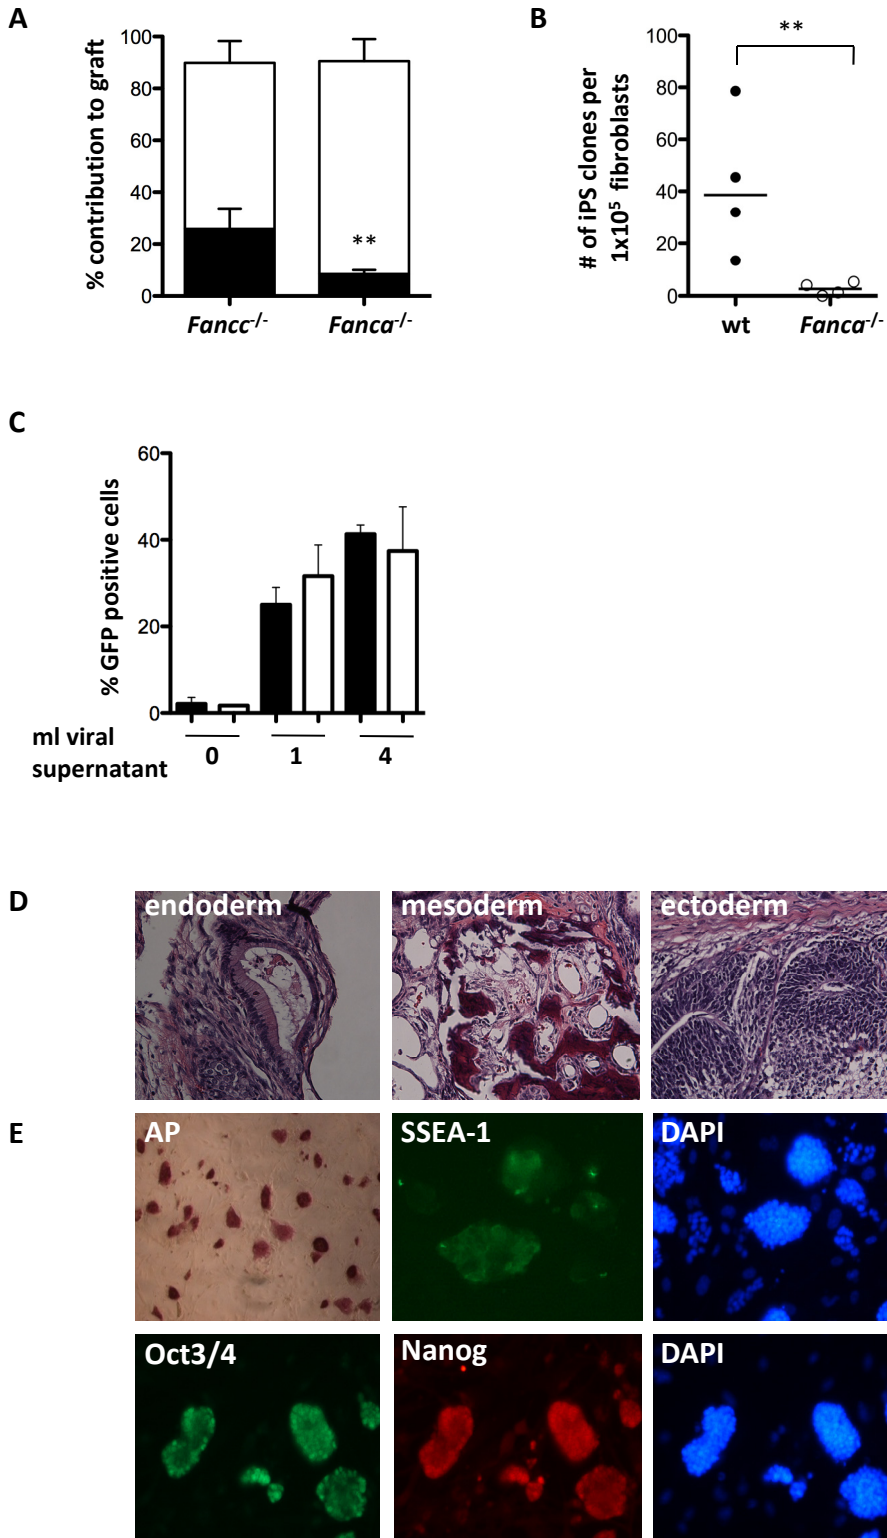 A
% contribution to graft
100
80
60
40
20
0
**
Fancc-/-
Fanca-/-
B
# of iPS clones per
1x10⁵ fibroblasts
100
80
60
40
20
0
**
wt
Fanca-/-
C
% GFP positive cells
60
40
20
0
ml viral
supernatant
0
1
4
D
endoderm
mesoderm
ectoderm
E
AP
SSEA-1
DAPI
Oct3/4
Nanog
DAPI